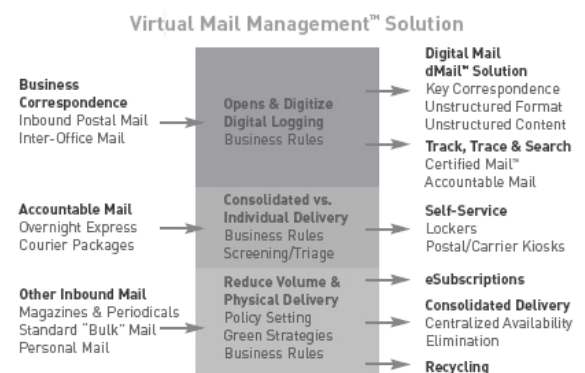 Virtual Mail Management™ Solution
Business
Correspondence
Inbound Postal Mail
Inter-Office Mail
Opens & Digitize
Digital Logging
Business Rules
Digital Mail
dMail™ Solution
Key Correspondence
Unstructured Format
Unstructured Content
Track, Trace & Search
Certified Mail™
Accountable Mail
Accountable Mail
Overnight Express
Courier Packages
Consolidated vs.
Individual Delivery
Business Rules
Screening/Triage
Self-Service
Lockers
Postal/Carrier Kiosks
Other Inbound Mail
Magazines & Periodicals
Standard “Bulk” Mail
Personal Mail
Reduce Volume &
Physical Delivery
Policy Setting
Green Strategies
Business Rules
eSubscriptions
Consolidated Delivery
Centralized Availability
Elimination
Recycling